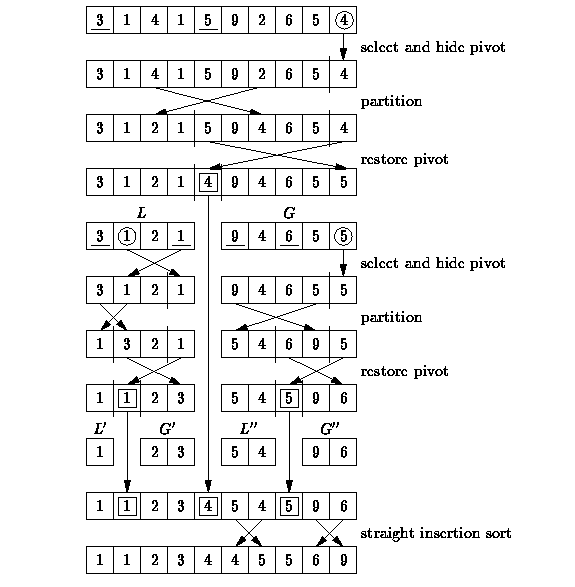 3 1 4 1 5 9 2 6 5 4
select and hide pivot
3 1 4 1 5 9 2 6 5 4
partition
3 1 2 1 5 9 4 6 5 4
restore pivot
3 1 2 1 4 9 4 6 5 5
L G
3 1 2 1 9 4 6 5 5
select and hide pivot
3 1 2 1 9 4 6 5 5
partition
1 3 2 1 5 4 6 9 5
restore pivot
1 1 2 3 5 4 5 9 6
L' G' L" G"
1 2 3 5 4 9 6
1 1 2 3 4 5 4 5 9 6
straight insertion sort
1 1 2 3 4 4 5 5 6 9